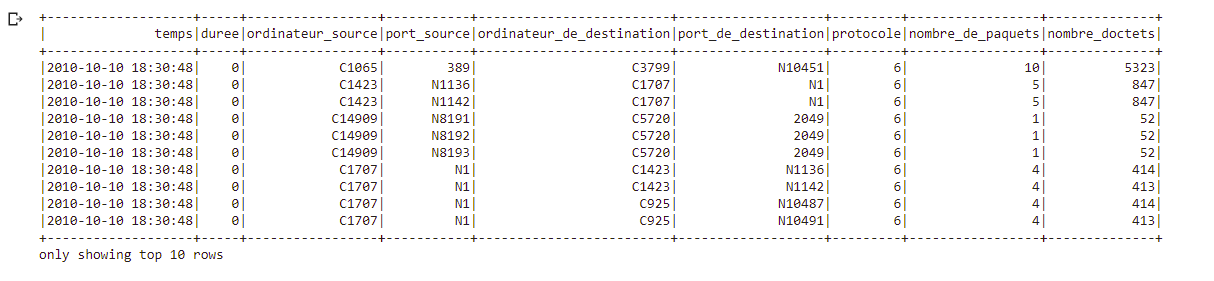 +-------------------+-----+-----------------+-----------+-------------------------+-------------------+---------+-----------------+--------------+
|              temps|duree|ordinateur_source|port_source|ordinateur_de_destination|port_de_destination|protocole|nombre_de_paquets|nombre_doctets|
+-------------------+-----+-----------------+-----------+-------------------------+-------------------+---------+-----------------+--------------+
|2010-10-10 18:30:48|    0|            C1065|        389|                    C3799|             N10451|        6|               10|          5323|
|2010-10-10 18:30:48|    0|            C1423|      N1136|                    C1707|                 N1|        6|                5|           847|
|2010-10-10 18:30:48|    0|            C1423|      N1142|                    C1707|                 N1|        6|                5|           847|
|2010-10-10 18:30:48|    0|           C14909|      N8191|                    C5720|               2049|        6|                1|            52|
|2010-10-10 18:30:48|    0|           C14909|      N8192|                    C5720|               2049|        6|                1|            52|
|2010-10-10 18:30:48|    0|           C14909|      N8193|                    C5720|               2049|        6|                1|            52|
|2010-10-10 18:30:48|    0|            C1707|         N1|                    C1423|              N1136|        6|                4|           414|
|2010-10-10 18:30:48|    0|            C1707|         N1|                    C1423|              N1142|        6|                4|           413|
|2010-10-10 18:30:48|    0|            C1707|         N1|                     C925|             N10487|        6|                4|           414|
|2010-10-10 18:30:48|    0|            C1707|         N1|                     C925|             N10491|        6|                4|           413|
+-------------------+-----+-----------------+-----------+-------------------------+-------------------+---------+-----------------+--------------+
only showing top 10 rows